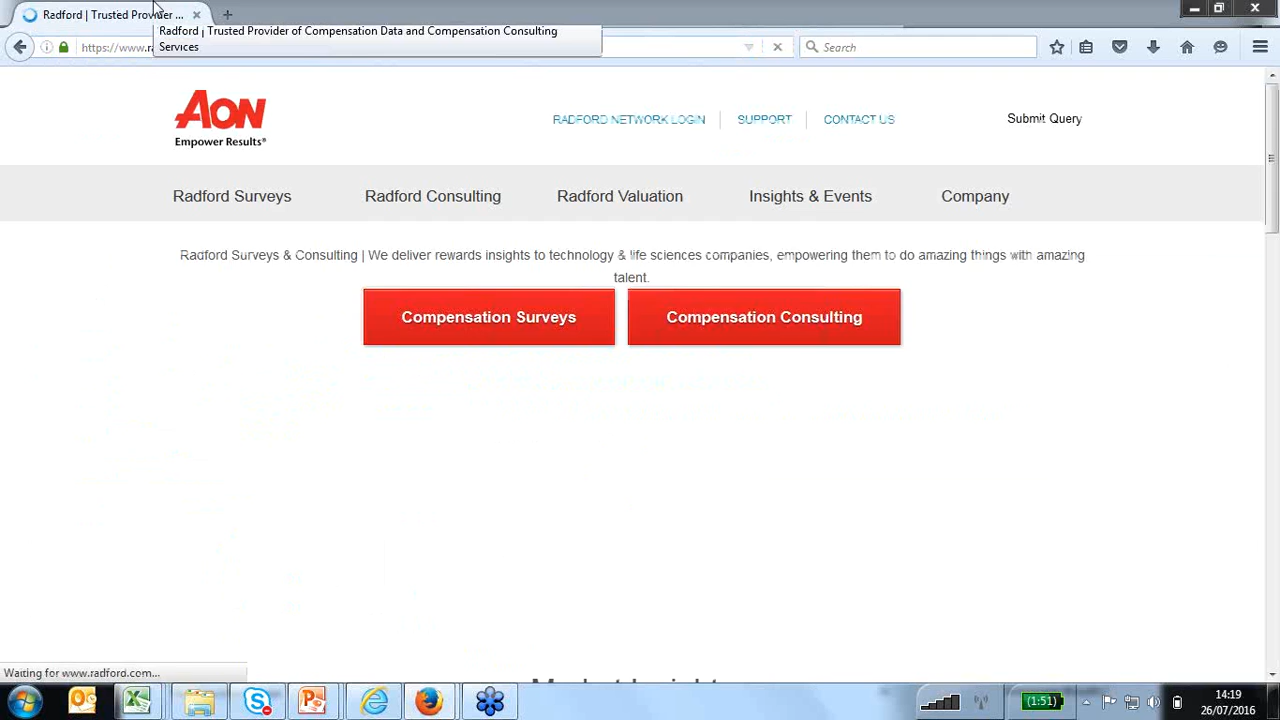 Radford | Trusted Provider ...
Radford | Trusted Provider of Compensation Data and Compensation Consulting
Services
https://www.ra
Search
AON
Empower Results®
RADFORD NETWORK LOGIN
SUPPORT
CONTACT US
Submit Query
Radford Surveys
Radford Consulting
Radford Valuation
Insights & Events
Company
Radford Surveys & Consulting | We deliver rewards insights to technology & life sciences companies, empowering them to do amazing things with amazing
talent.
Compensation Surveys
Compensation Consulting
Waiting for www.radford.com...
(1:51)
14:19
26/07/2016